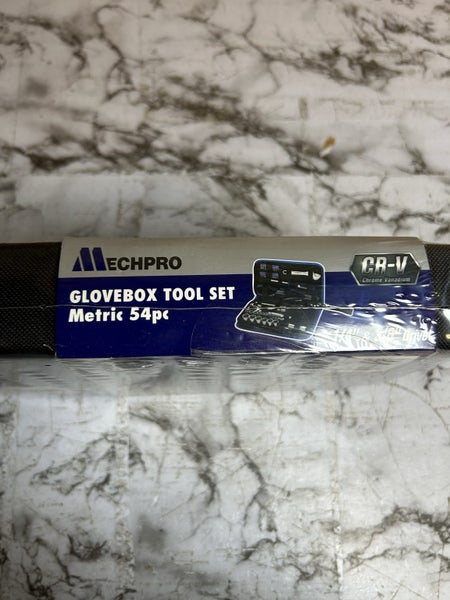 MECHPRO
CR-V
Chrome Vanadium
GLOVEBOX TOOL SET
Metric 54pc